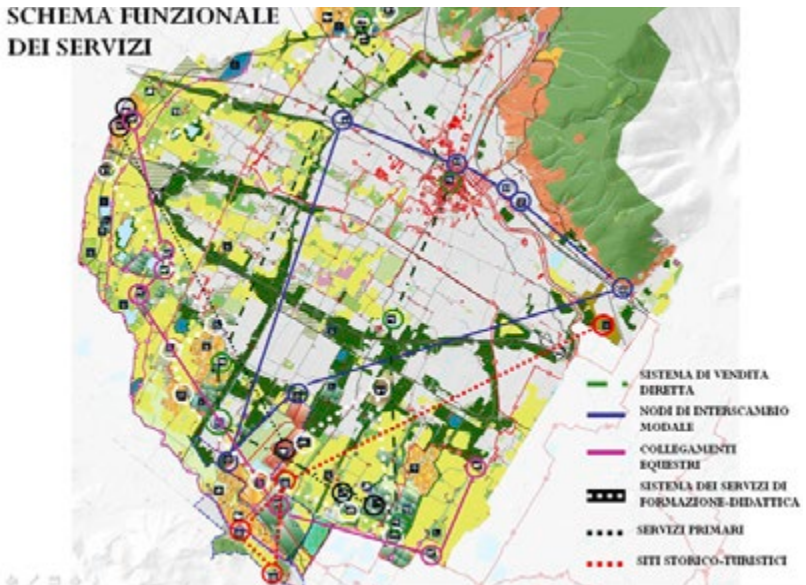 SCHEMA FUNZIONALE
DEI SERVIZI
SISTEMA DI VENDITA
DIRETTA
NODI DI INTERSCAMBIO
MODALE
COLLEGAMENTI
EQUESTRI
SISTEMA DEI SERVIZI DI
FORMAZIONE-DIDATTICA
SERVIZI PRIMARI
SITI STORICO-TURISTICI